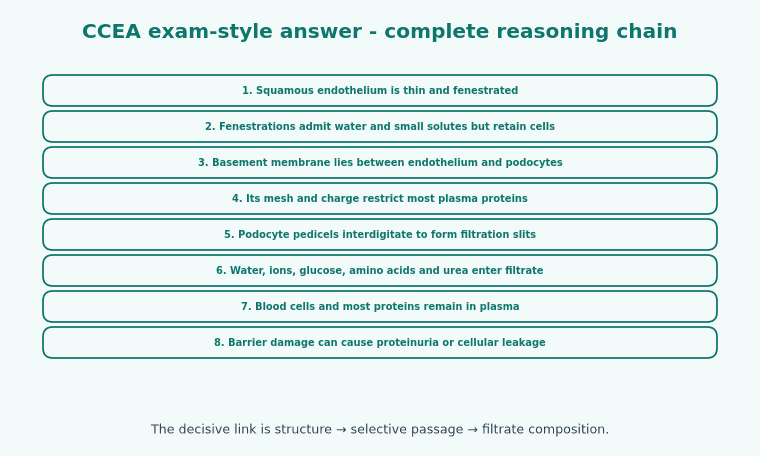 CCEA exam-style answer - complete reasoning chain
1. Squamous endothelium is thin and fenestrated
2. Fenestrations admit water and small solutes but retain cells
3. Basement membrane lies between endothelium and podocytes
4. Its mesh and charge restrict most plasma proteins
5. Podocyte pedicels interdigitate to form filtration slits
6. Water, ions, glucose, amino acids and urea enter filtrate
7. Blood cells and most proteins remain in plasma
8. Barrier damage can cause proteinuria or cellular leakage
The decisive link is structure → selective passage → filtrate composition.